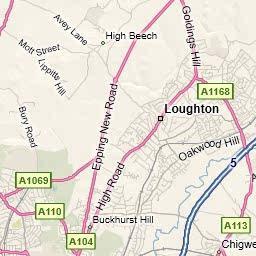 Avey Lane
High Beech
Mott Street
Lippitts Hill
Goldings Hill
A1168
Loughton
Bury Road
Epping New Road
Oakwood Hill
5
High Road
A1069
A110
Buckhurst Hill
A113
A104
Chigwe